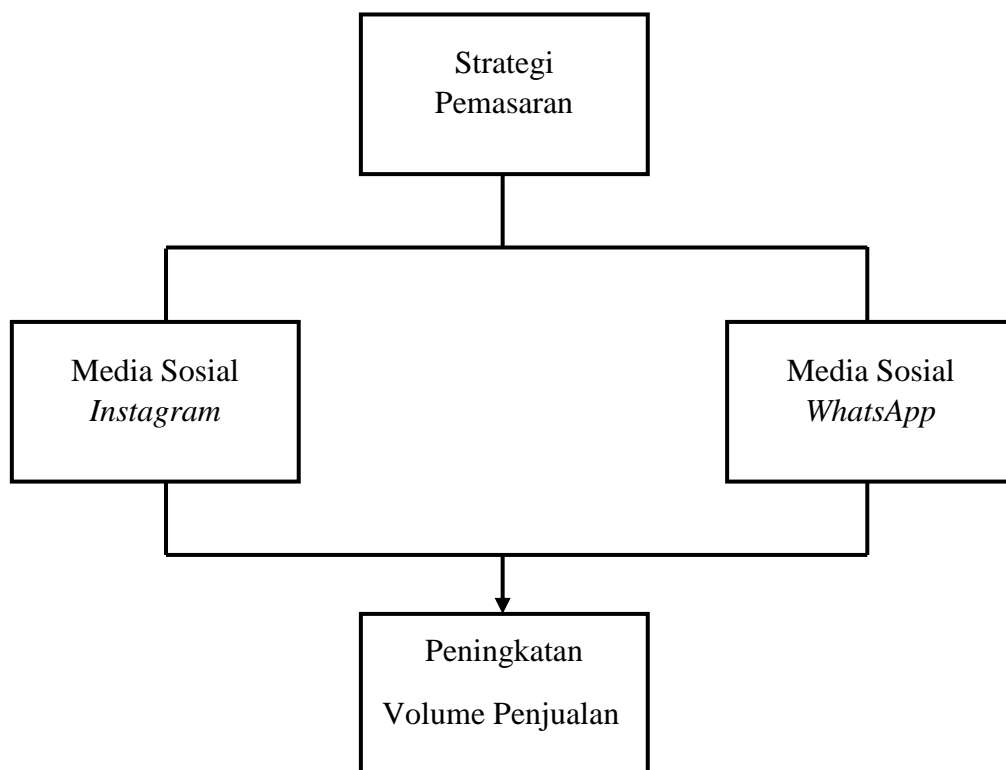 Strategi
Pemasaran
Media Sosial
Instagram
Media Sosial
WhatsApp
Peningkatan
Volume Penjualan